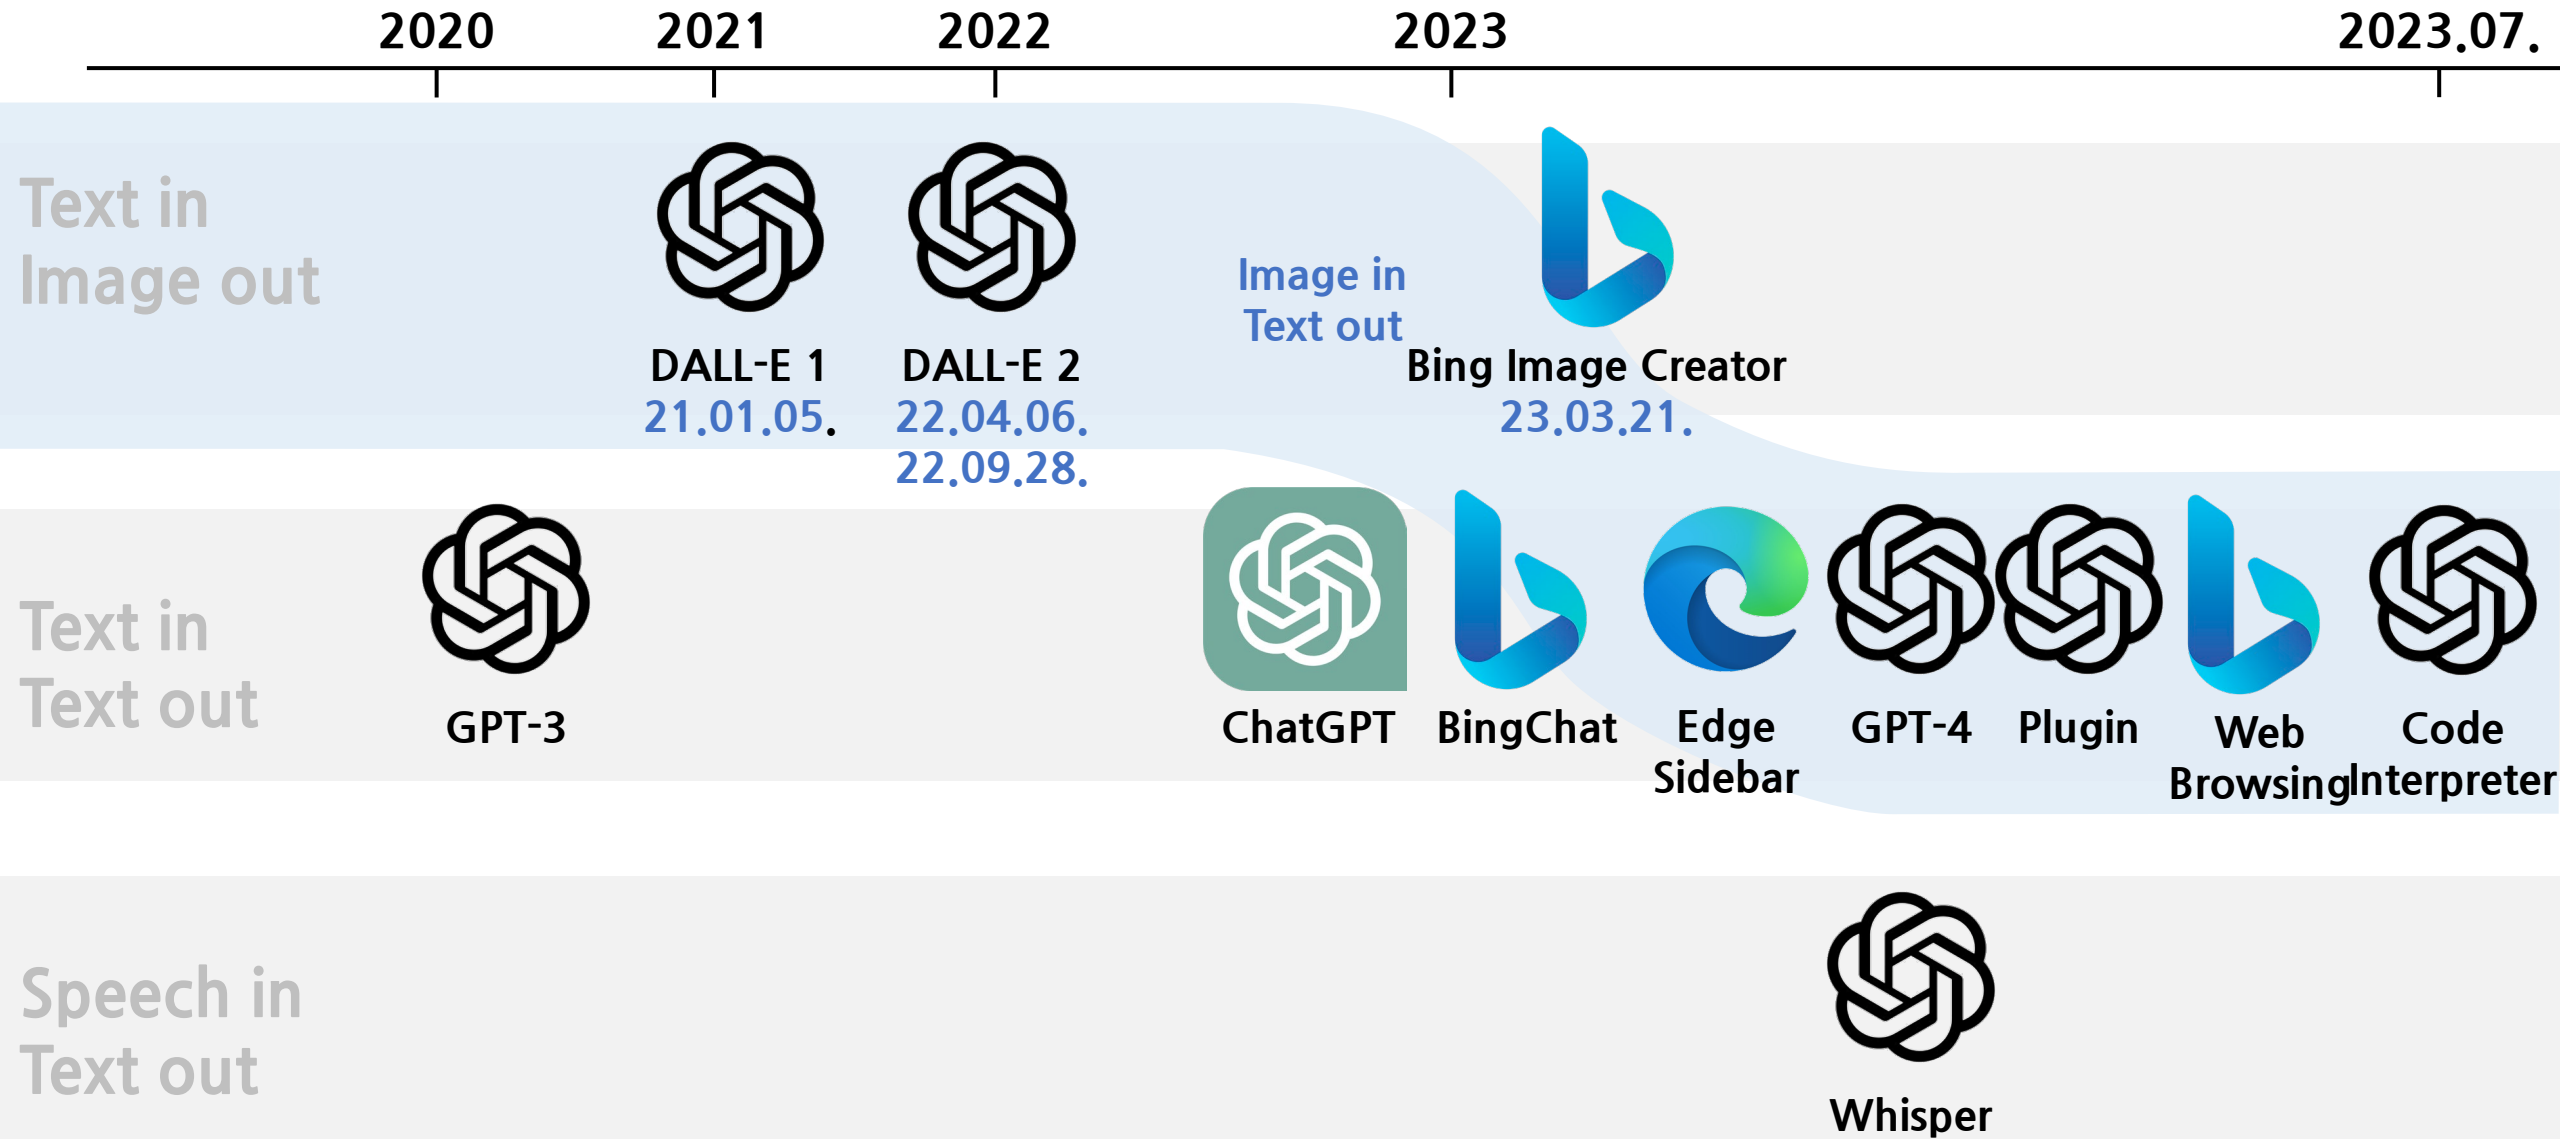 2020 2021 2022 2023 2023.07.
Text in
Image out
Image in
Text out
DALL-E 1
21.01.05.
DALL-E 2
22.04.06.
22.09.28.
Bing Image Creator
23.03.21.
Text in
Text out
GPT-3
ChatGPT
BingChat
Edge
Sidebar
GPT-4
Plugin
Web
Browsing
Code
Interpreter
Speech in
Text out
Whisper